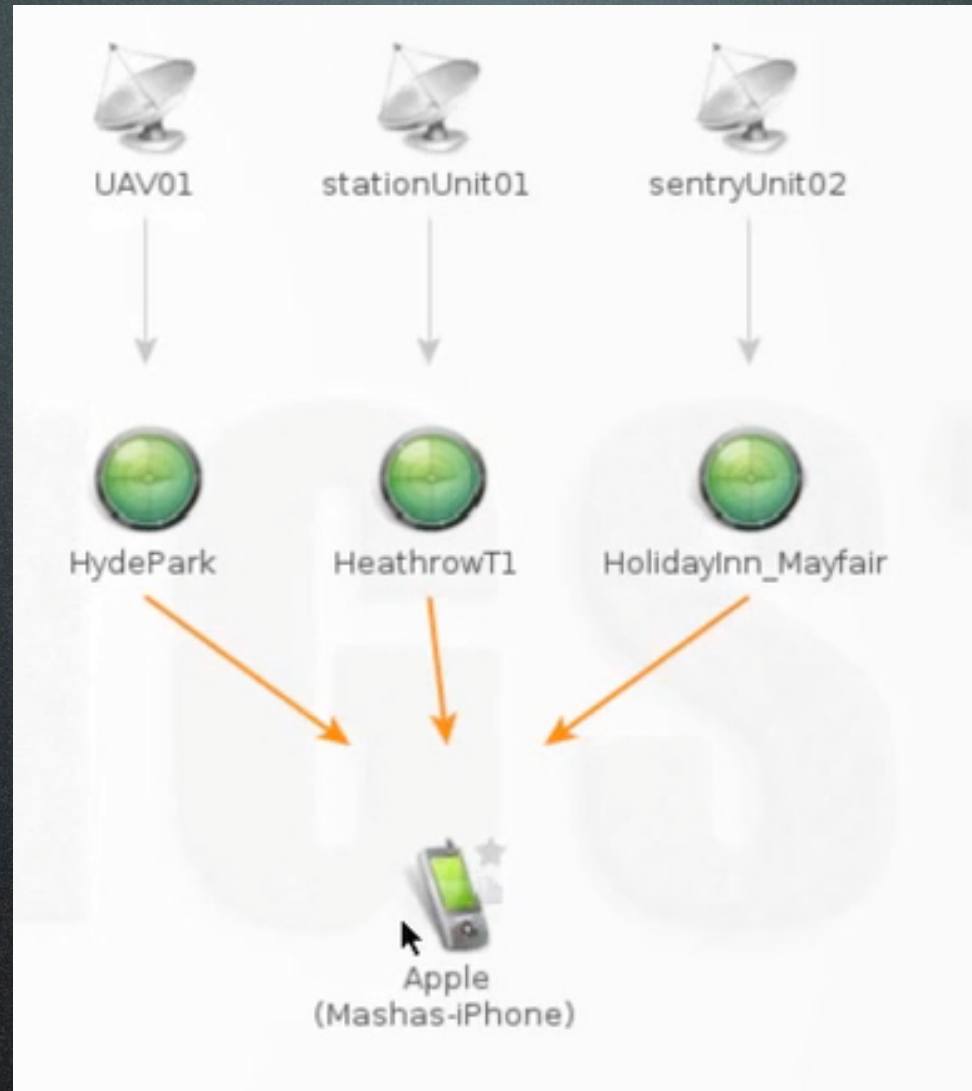 UAV01
stationUnit01
sentryUnit02
HydePark
HeathrowT1
HolidayInn_Mayfair
Apple
(Mashas-iPhone)